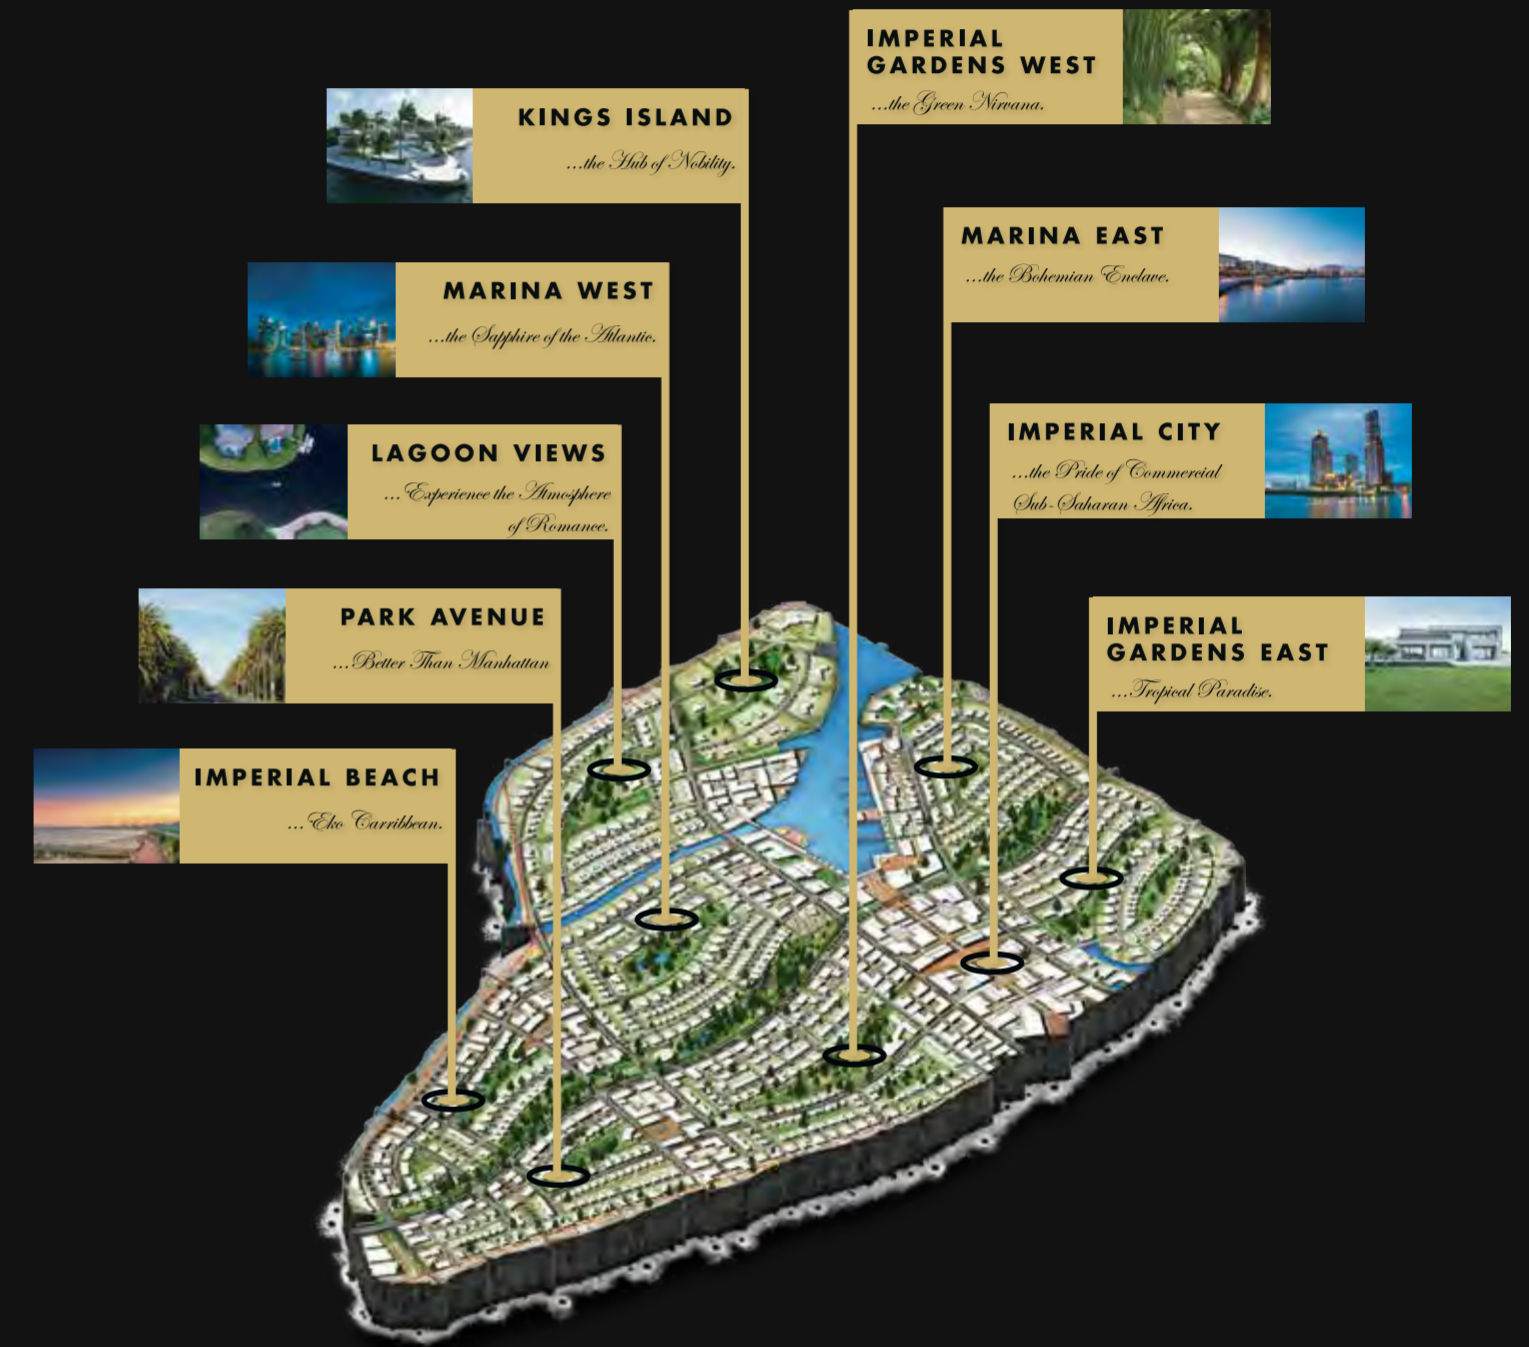 IMPERIAL
GARDENS WEST
...the Green Nirvana.
KINGS ISLAND
...the Hub of Nobility.
MARINA EAST
...the Bohemian Enclave.
MARINA WEST
...the Sapphire of the Atlantic.
IMPERIAL CITY
...the Pride of Commercial
Sub-Saharan Africa.
LAGOON VIEWS
...Experience the Atmosphere
of Romance.
PARK AVENUE
...Better Than Manhattan
IMPERIAL
GARDENS EAST
...Tropical Paradise.
IMPERIAL BEACH
...Eko Carribbean.